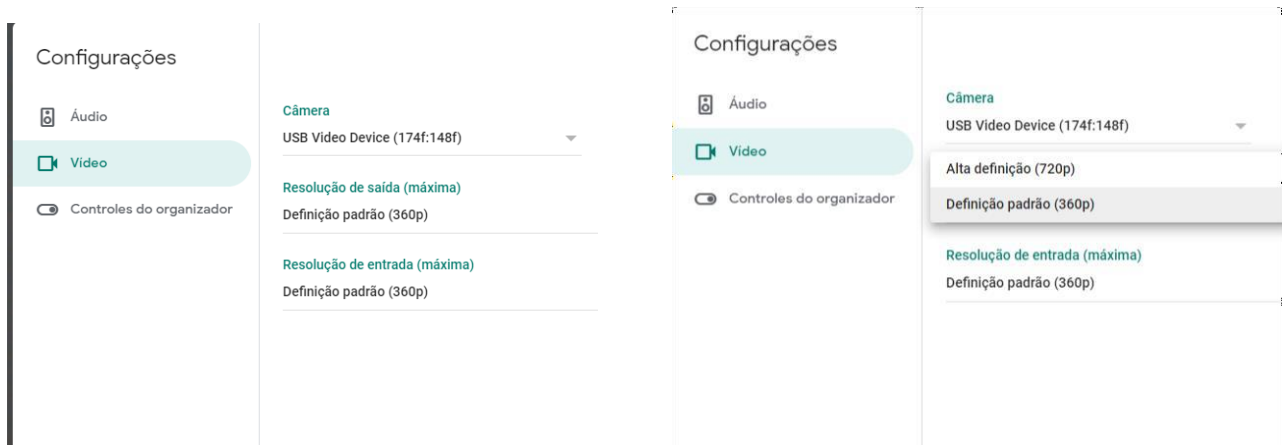 Configurações
Áudio
Vídeo
Controles do organizador
Câmera
USB Video Device (174f:148f)
Resolução de saída (máxima)
Definição padrão (360p)
Resolução de entrada (máxima)
Definição padrão (360p)
Configurações
Áudio
Vídeo
Controles do organizador
Câmera
USB Video Device (174f:148f)
Alta definição (720p)
Definição padrão (360p)
Resolução de entrada (máxima)
Definição padrão (360p)